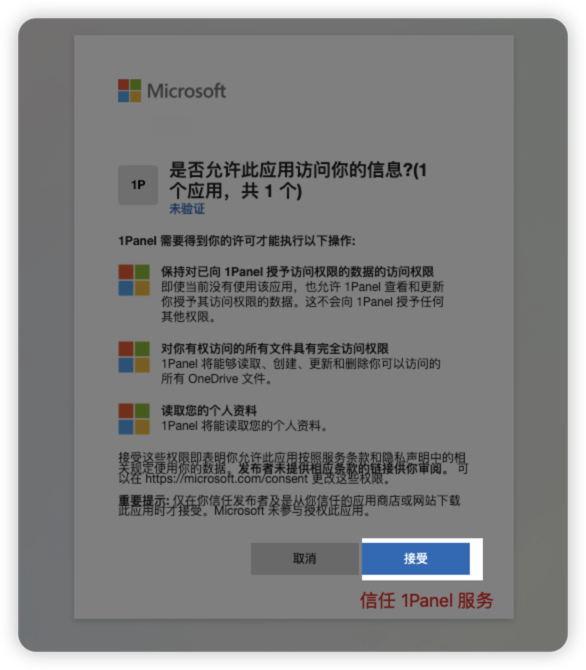 Microsoft
1P
是否允许此应用访问你的信息?(1
个应用，共 1 个)
未验证
1Panel 需要得到你的许可才能执行以下操作:
保持对已向 1Panel 授予访问权限的数据的访问权限
即使当前没有使用该应用，也允许 1Panel 查看和更新
你授予其访问权限的数据。这不会向 1Panel 授予任何
其他权限。
对你有权访问的所有文件具有完全访问权限
1Panel 将能够读取、创建、更新和删除你可以访问的
所有 OneDrive 文件。
读取您的个人资料
1Panel 将能读取您的个人资料。
接受这些权限即表明你允许此应用按照服务条款和隐私声明中的相
关规定使用你的数据。发布者未提供相应条款的链接供你审阅。 可
以在 https://microsoft.com/consent 更改这些权限。
重要提示: 仅在你信任发布者及是从你信任的应用商店或网站下载
此应用时才接受。Microsoft 未参与授权此应用。
取消
接受
信任 1Panel 服务